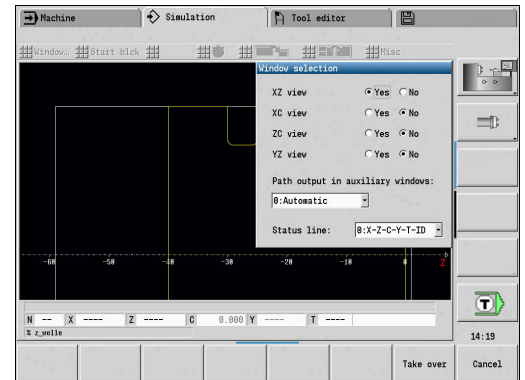 Machine Simulation Tool editor
Window… Start blck Misc
Window selection
XZ view Yes No
XC view Yes No
ZC view Yes No
YZ view Yes No
Path output in auxiliary windows:
0:Automatic
Status line: 0:X-Z-C-Y-T-ID
-60 -50 -40 -30 -20 -10 0 Z
N -- X ---- Z ---- C 0.000 Y ---- T ----
% z_welle
T
14:19
Take over Cancel